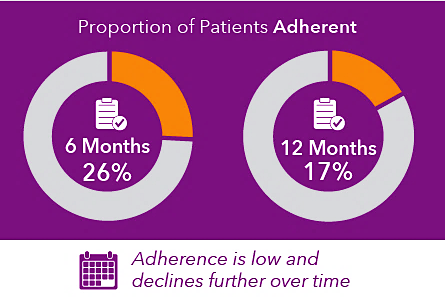 Proportion of Patients Adherent
6 Months
26%
12 Months
17%
Adherence is low and
declines further over time